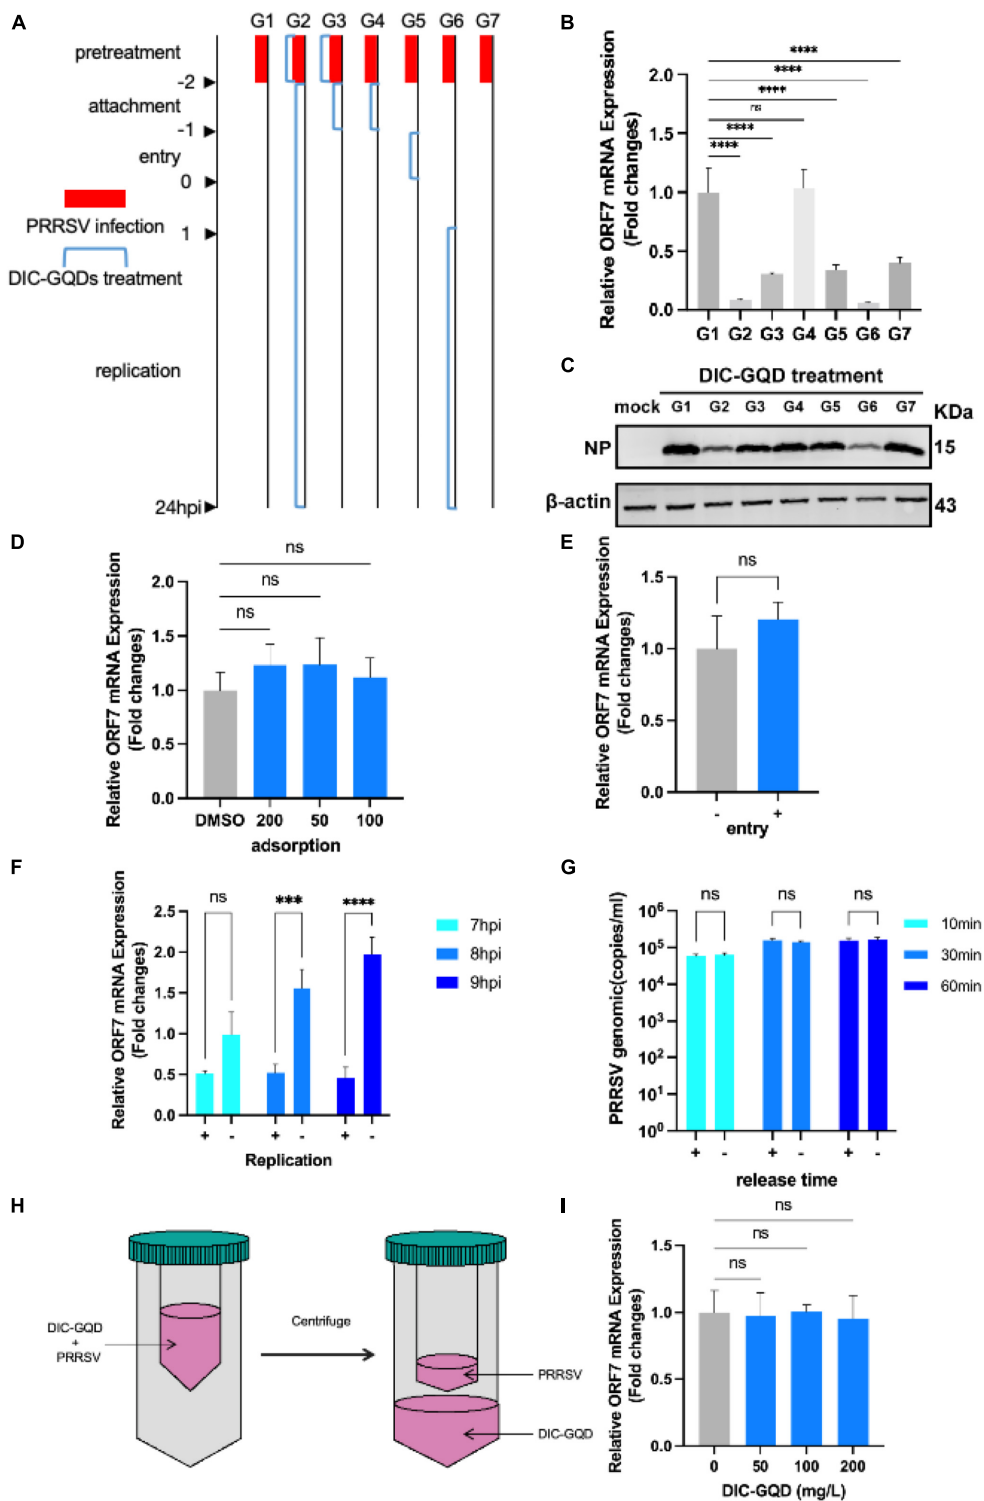 A
G1 G2 G3 G4 G5 G6 G7
pretreatment
-2
attachment
-1
entry
0
PRRSV infection
1
DIC-GQDs treatment
replication
24hpi
B
Relative ORF7 mRNA Expression
(Fold changes)
2.0
1.5
1.0
0.5
0.0
****
****
****
ns
****
****
G1 G2 G3 G4 G5 G6 G7
C
DIC-GQD treatment
mock G1 G2 G3 G4 G5 G6 G7 KDa
NP 15
β-actin 43
D
Relative ORF7 mRNA Expression
(Fold changes)
2.0
1.5
1.0
0.5
0.0
ns
ns
ns
DMSO 200 50 100
adsorption
E
Relative ORF7 mRNA Expression
(Fold changes)
1.5
1.0
0.5
0.0
ns
- +
entry
F
Relative ORF7 mRNA Expression
(Fold changes)
2.5
2.0
1.5
1.0
0.5
0.0
ns *** ****
7hpi
8hpi
9hpi
+ - + - + -
Replication
G
PRRSV genomic(copies/ml)
10⁶
10⁵
10⁴
10³
10²
10¹
10⁰
ns ns ns
10min
30min
60min
+ - + - + -
release time
H
DIC-GQD
+
PRRSV
Centrifuge
PRRSV
DIC-GQD
I
Relative ORF7 mRNA Expression
(Fold changes)
1.5
1.0
0.5
0.0
ns
ns
ns
0 50 100 200
DIC-GQD (mg/L)